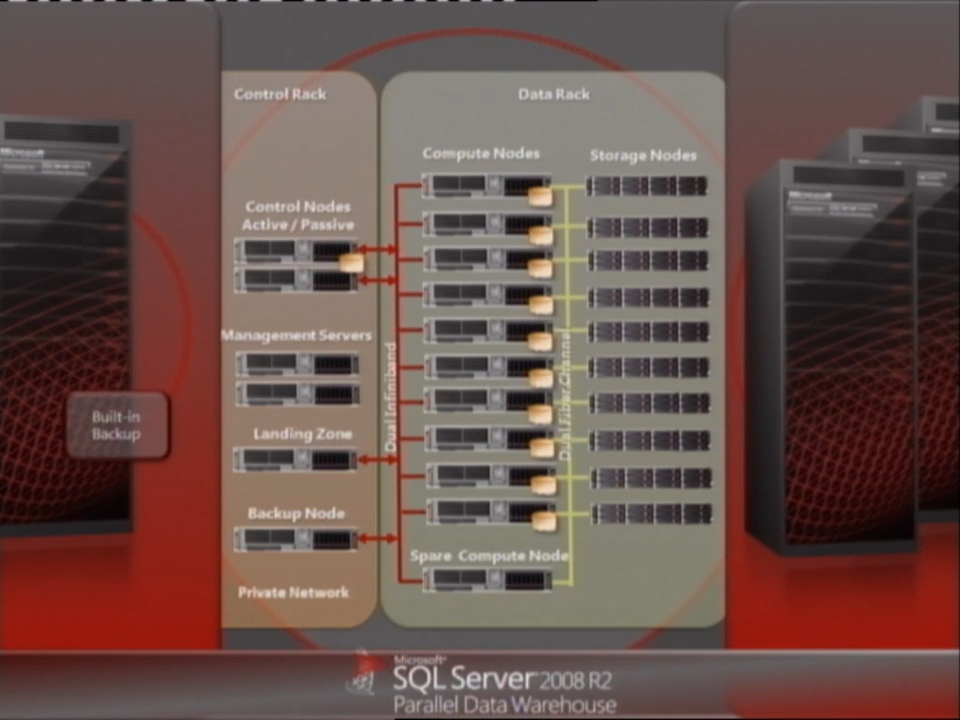 Control Rack
Data Rack
Compute Nodes
Storage Nodes
Control Nodes
Active / Passive
Management Servers
Dual Infiniband
Dual Fiber Channel
Built-in
Backup
Landing Zone
Backup Node
Spare Compute Node
Private Network
Microsoft
Microsoft
Microsoft
SQL Server 2008 R2
Parallel Data Warehouse